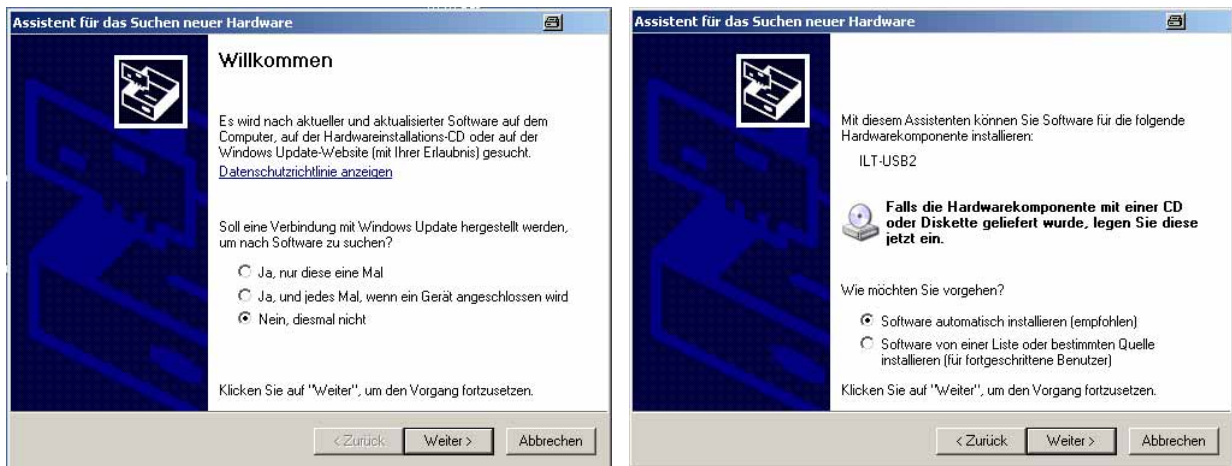 Assistent für das Suchen neuer Hardware
Willkommen
Es wird nach aktueller und aktualisierter Software auf dem
Computer, auf der Hardwareinstallations-CD oder auf der
Windows Update-Website (mit Ihrer Erlaubnis) gesucht.
Datenschutzrichtlinie anzeigen
Soll eine Verbindung mit Windows Update hergestellt werden,
um nach Software zu suchen?
Ja, nur diese eine Mal
Ja, und jedes Mal, wenn ein Gerät angeschlossen wird
Nein, diesmal nicht
Klicken Sie auf "Weiter", um den Vorgang fortzusetzen.
< Zurück
Weiter >
Abbrechen
Assistent für das Suchen neuer Hardware
Mit diesem Assistenten können Sie Software für die folgende
Hardwarekomponente installieren:
ILT-USB2
Falls die Hardwarekomponente mit einer CD
oder Diskette geliefert wurde, legen Sie diese
jetzt ein.
Wie möchten Sie vorgehen?
Software automatisch installieren (empfohlen)
Software von einer Liste oder bestimmten Quelle
installieren (für fortgeschrittene Benutzer)
Klicken Sie auf "Weiter", um den Vorgang fortzusetzen.
< Zurück
Weiter >
Abbrechen